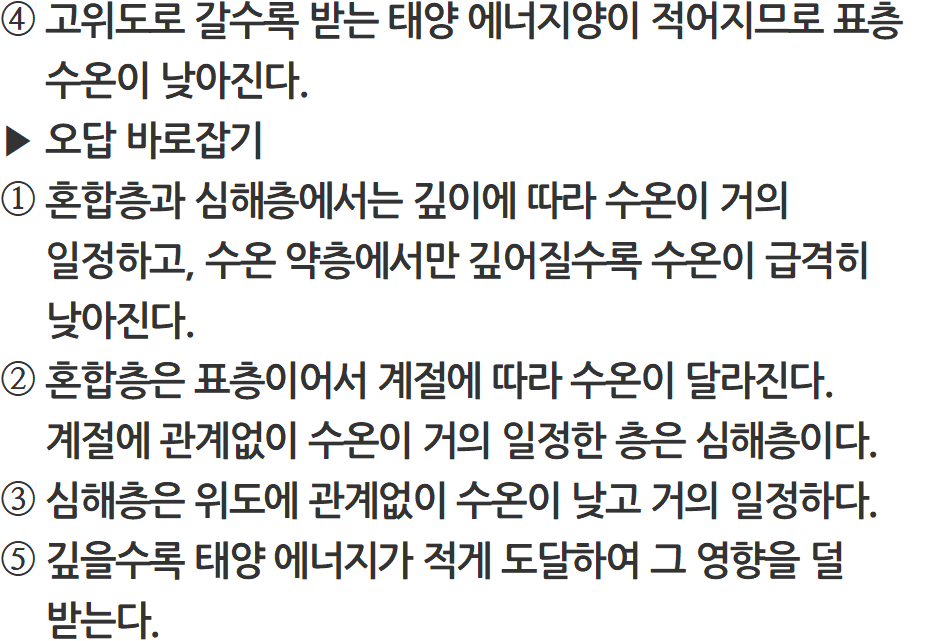 ④ 고위도로 갈수록 받는 태양 에너지양이 적어지므로 표층
수온이 낮아진다.
▶ 오답 바로잡기
① 혼합층과 심해층에서는 깊이에 따라 수온이 거의
일정하고, 수온 약층에서만 깊어질수록 수온이 급격히
낮아진다.
② 혼합층은 표층이어서 계절에 따라 수온이 달라진다.
계절에 관계없이 수온이 거의 일정한 층은 심해층이다.
③ 심해층은 위도에 관계없이 수온이 낮고 거의 일정하다.
⑤ 깊을수록 태양 에너지가 적게 도달하여 그 영향을 덜
받는다.